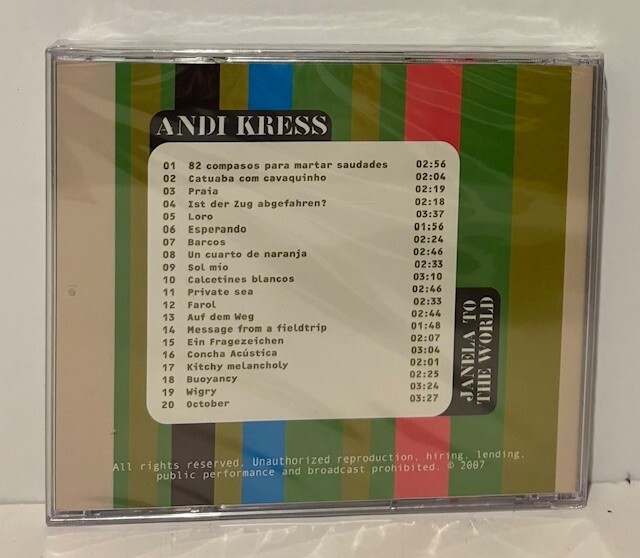 ANDI KRESS
01 82 compasos para martar saudades 02:56
02 Catuaba com cavaquinho 02:04
03 Praia 02:19
04 Ist der Zug abgefahren? 02:18
05 Loro 03:37
06 Esperando 01:56
07 Barcos 02:24
08 Un cuarto de naranja 02:46
09 Sol mío 02:33
10 Calcetines blancos 03:10
11 Private sea 02:46
12 Farol 02:33
13 Auf dem Weg 02:44
14 Message from a fieldtrip 01:48
15 Ein Fragezeichen 02:07
16 Concha Acústica 03:04
17 Kitchy melancholy 02:01
18 Buoyancy 02:25
19 Wigry 03:24
20 October 03:27
JANELA TO
THE WORLD
All rights reserved. Unauthorized reproduction, hiring, lending,
public performance and broadcast prohibited. © 2007